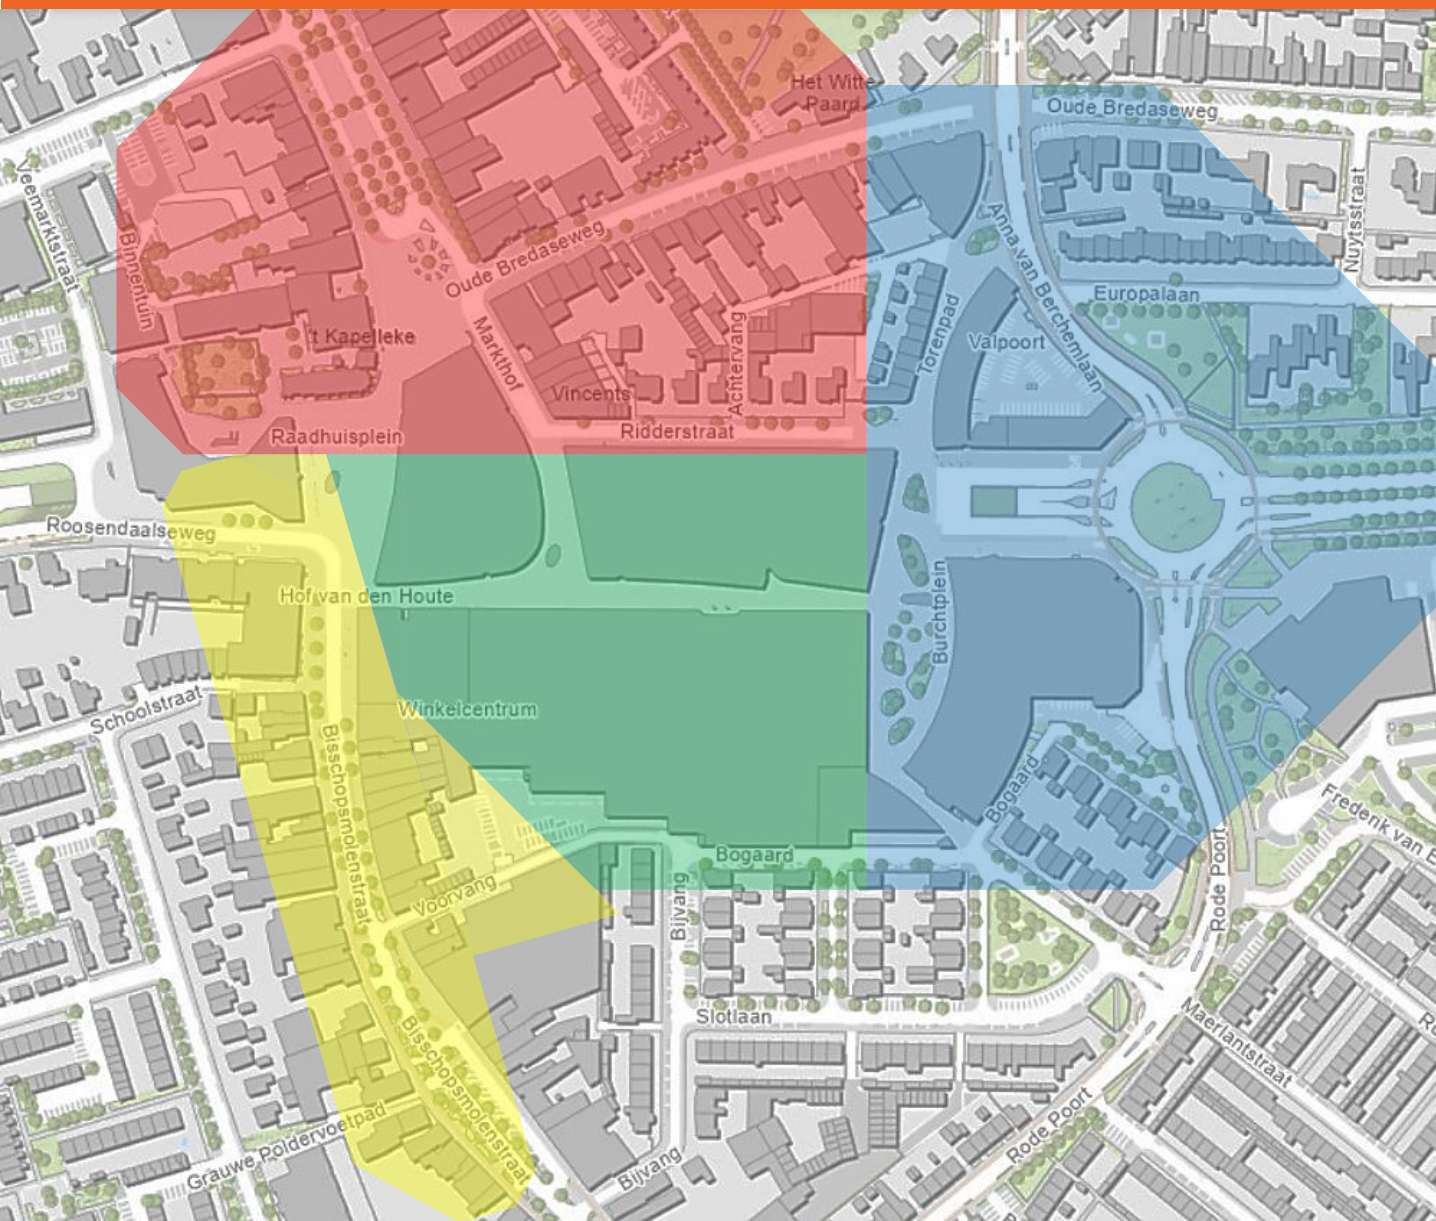 Het Witte
Paard
Oude Bredaseweg
Veemarktstraat
Binnentuin
Oude Bredaseweg
Anna van Berchemlaan
Nuytsstraat
Europalaan
't Kapelleke
Markthof
Achtervang
Torenpad
Valpoort
Vincents
Raadhuisplein
Ridderstraat
Roosendaalseweg
Hof van den Houte
Burchtplein
Schoolstraat
Winkelcentrum
Bisschopsmolenstraat
Bogaard
Bogaard
Frederik van E
Voorvang
Bijvang
Rode Poort
Slotlaan
Maerlantstraat
Bisschopsmolenstraat
Grauwe Poldervoetpad
Rode Poort
Bijvang